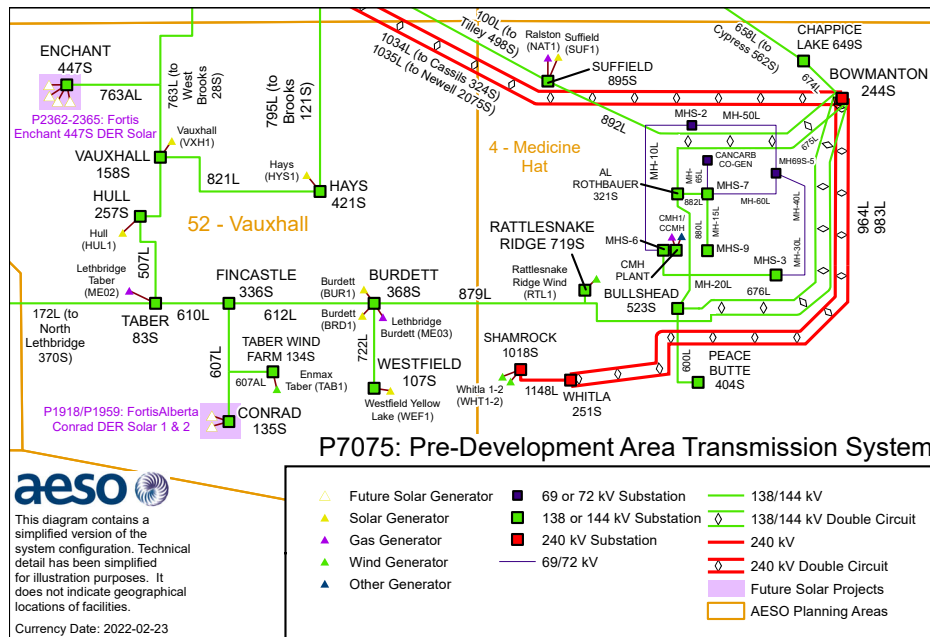 ENCHANT
447S
763AL
763L (to
West
Brooks
28S)
P2362-2365: Fortis
Enchant 447S DER Solar
Vauxhall
(VXH1)
VAUXHALL
158S
821L
HULL
257S
Hull
(HUL1)
507L
795L (to
Brooks
121S)
Hays
(HYS1)
HAYS
421S
52 - Vauxhall
Lethbridge
Taber
(ME02)
172L (to
North
Lethbridge
370S)
TABER
83S
610L
FINCASTLE
336S
612L
607L
TABER WIND
FARM 134S
607AL
Enmax
Taber (TAB1)
P1918/P1959: FortisAlberta
Conrad DER Solar 1 & 2
CONRAD
135S
Burdett
(BUR1)
BURDETT
368S
Burdett
(BRD1)
Lethbridge
Burdett (ME03)
722L
WESTFIELD
107S
Westfield Yellow
Lake (WEF1)
879L
100L (to
Tilley 498S)
1034L (to Cassils 324S)
1035L (to Newell 2075S)
Ralston
(NAT1)
Suffield
(SUF1)
SUFFIELD
895S
892L
4 - Medicine
Hat
658L (to
Cypress 562S)
CHAPPICE
LAKE 649S
674L
BOWMANTON
244S
MHS-2
MH-50L
675L
MH-10L
CANCARB
CO-GEN
MH69S-5
AL
ROTHBAUER
321S
MH-
65L
MHS-7
882L
MH-60L
MH-40L
CMH1/
CCMH
880L
MH-15L
MHS-6
MHS-9
CMH
PLANT
MHS-3
MH-30L
MH-20L
676L
964L
983L
RATTLESNAKE
RIDGE 719S
Rattlesnake
Ridge Wind
(RTL1)
BULLSHEAD
523S
600L
PEACE
BUTTE
404S
SHAMROCK
1018S
Whitla 1-2
(WHT1-2)
1148L
WHITLA
251S
P7075: Pre-Development Area Transmission System
aeso
This diagram contains a
simplified version of the
system configuration. Technical
detail has been simplified
for illustration purposes. It
does not indicate geographical
locations of facilities.
Currency Date: 2022-02-23
Future Solar Generator
Solar Generator
Gas Generator
Wind Generator
Other Generator
69 or 72 kV Substation
138 or 144 kV Substation
240 kV Substation
69/72 kV
138/144 kV
138/144 kV Double Circuit
240 kV
240 kV Double Circuit
Future Solar Projects
AESO Planning Areas